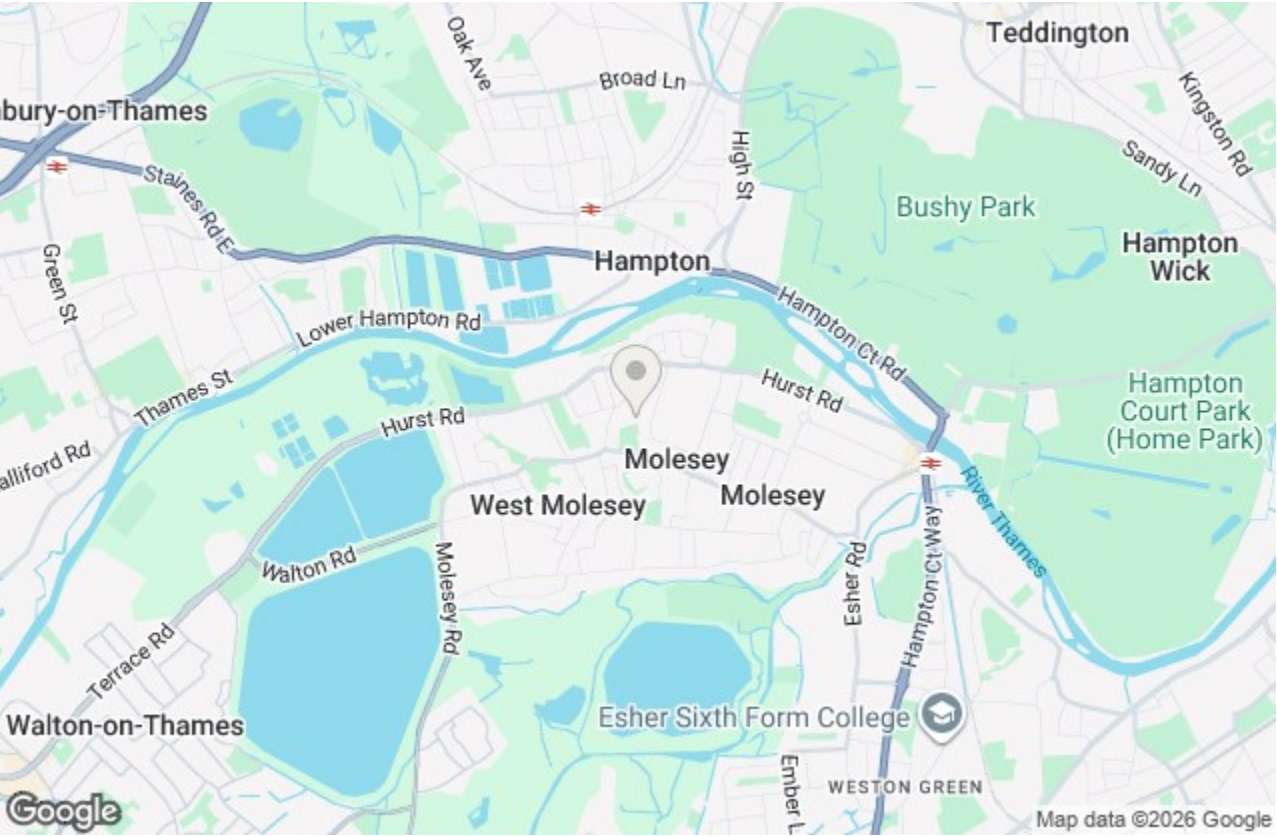 Teddington
Oak Ave
Broad Ln
Kingston Rd
nbury-on-Thames
High St
Sandy Ln
Staines Rd E
Bushy Park
Hampton
Wick
Green St
Hampton
Lower Hampton Rd
Hampton Ct Rd
Thames St
Hurst Rd
Hampton
Court Park
(Home Park)
Hurst Rd
alliford Rd
Molesey
West Molesey
Molesey
River Thames
Walton Rd
Molesey Rd
Esher Rd
Hampton Ct Way
Terrace Rd
Walton-on-Thames
Esher Sixth Form College
Ember L
WESTON GREEN
Google
Map data ©2026 Google